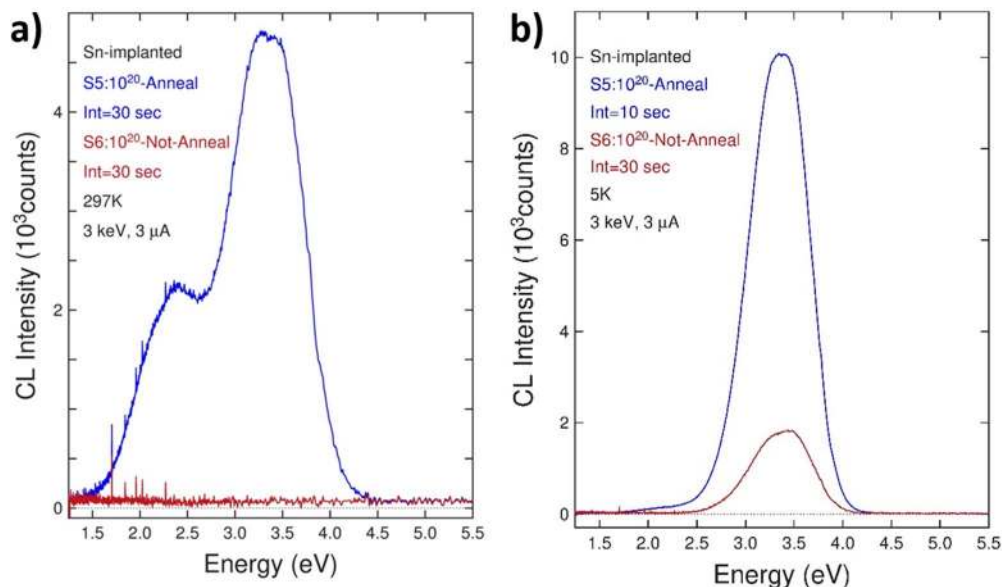 a)
Sn-implanted
S5:10²⁰-Anneal
Int=30 sec
S6:10²⁰-Not-Anneal
Int=30 sec
297K
3 keV, 3 μA
CL Intensity (10³counts)
4
2
0
1.5 2.0 2.5 3.0 3.5 4.0 4.5 5.0 5.5
Energy (eV)
b)
Sn-implanted
S5:10²⁰-Anneal
Int=10 sec
S6:10²⁰-Not-Anneal
Int=30 sec
5K
3 keV, 3 μA
CL Intensity (10³counts)
10
8
6
4
2
0
1.5 2.0 2.5 3.0 3.5 4.0 4.5 5.0 5.5
Energy (eV)